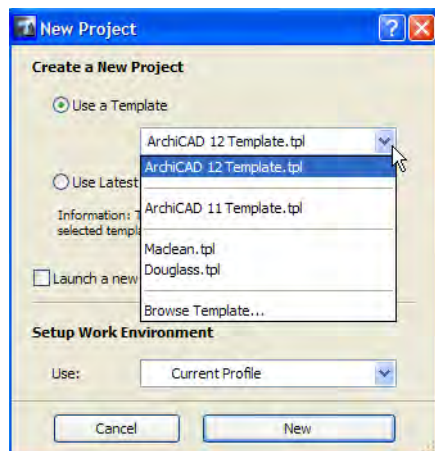 New Project
Create a New Project
Use a Template
ArchiCAD 12 Template.tpl
ArchiCAD 12 Template.tpl
Use Latest
ArchiCAD 11 Template.tpl
Information:
selected
Maclean.tpl
Douglass.tpl
Launch a new
Browse Template...
Setup Work Environment
Use:
Current Profile
Cancel
New